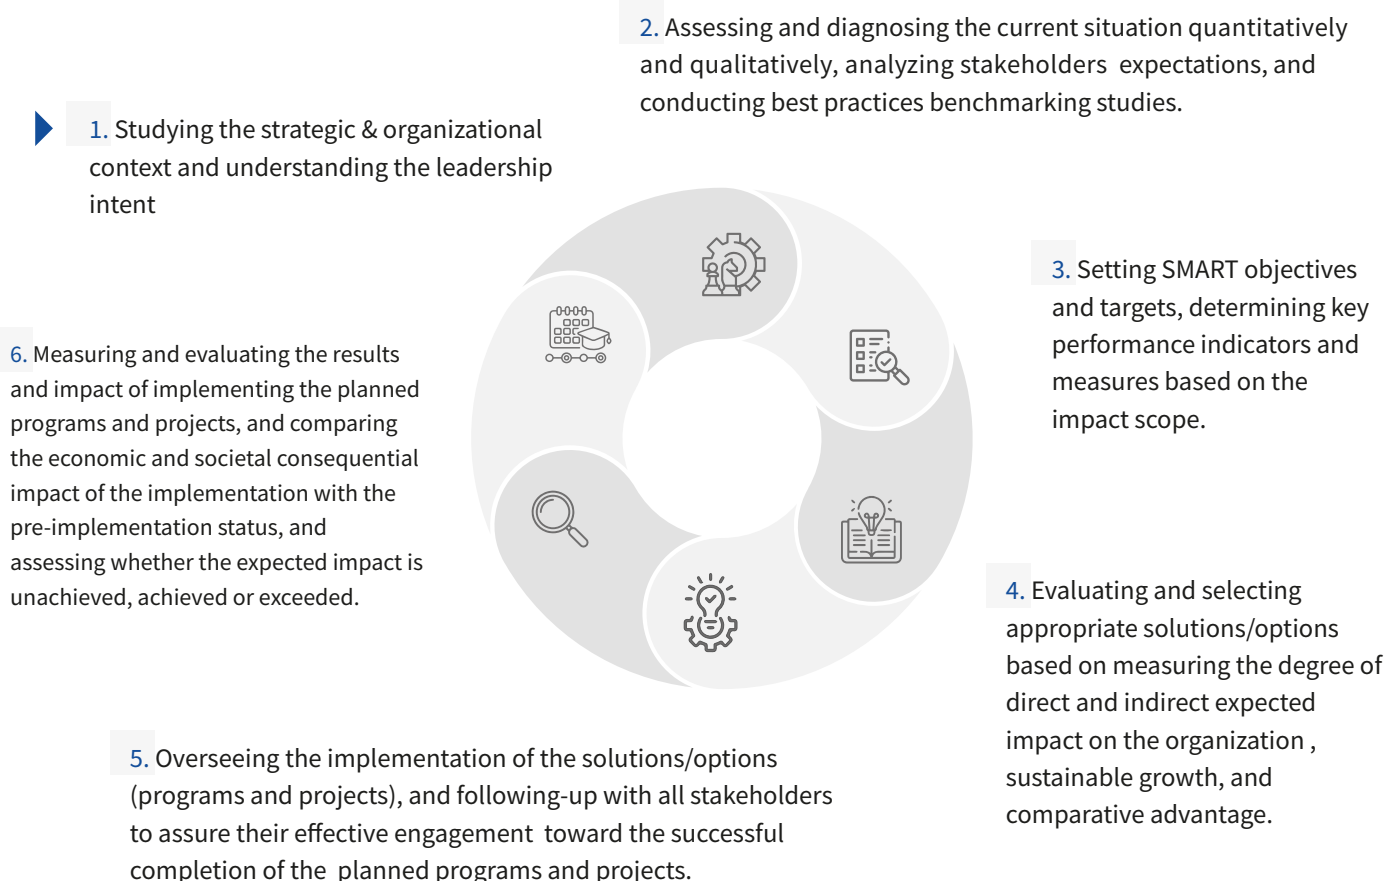 1. Studying the strategic & organizational
context and understanding the leadership
intent
2. Assessing and diagnosing the current situation quantitatively
and qualitatively, analyzing stakeholders  expectations, and
conducting best practices benchmarking studies.
3. Setting SMART objectives
and targets, determining key
performance indicators and
measures based on the
impact scope.
4. Evaluating and selecting
appropriate solutions/options
based on measuring the degree of
direct and indirect expected
impact on the organization ,
sustainable growth, and
comparative advantage.
5. Overseeing the implementation of the solutions/options
(programs and projects), and following-up with all stakeholders
to assure their effective engagement  toward the successful
completion of the  planned programs and projects.
6. Measuring and evaluating the results
and impact of implementing the planned
programs and projects, and comparing
the economic and societal consequential
impact of the implementation with the
pre-implementation status, and
assessing whether the expected impact is
unachieved, achieved or exceeded.